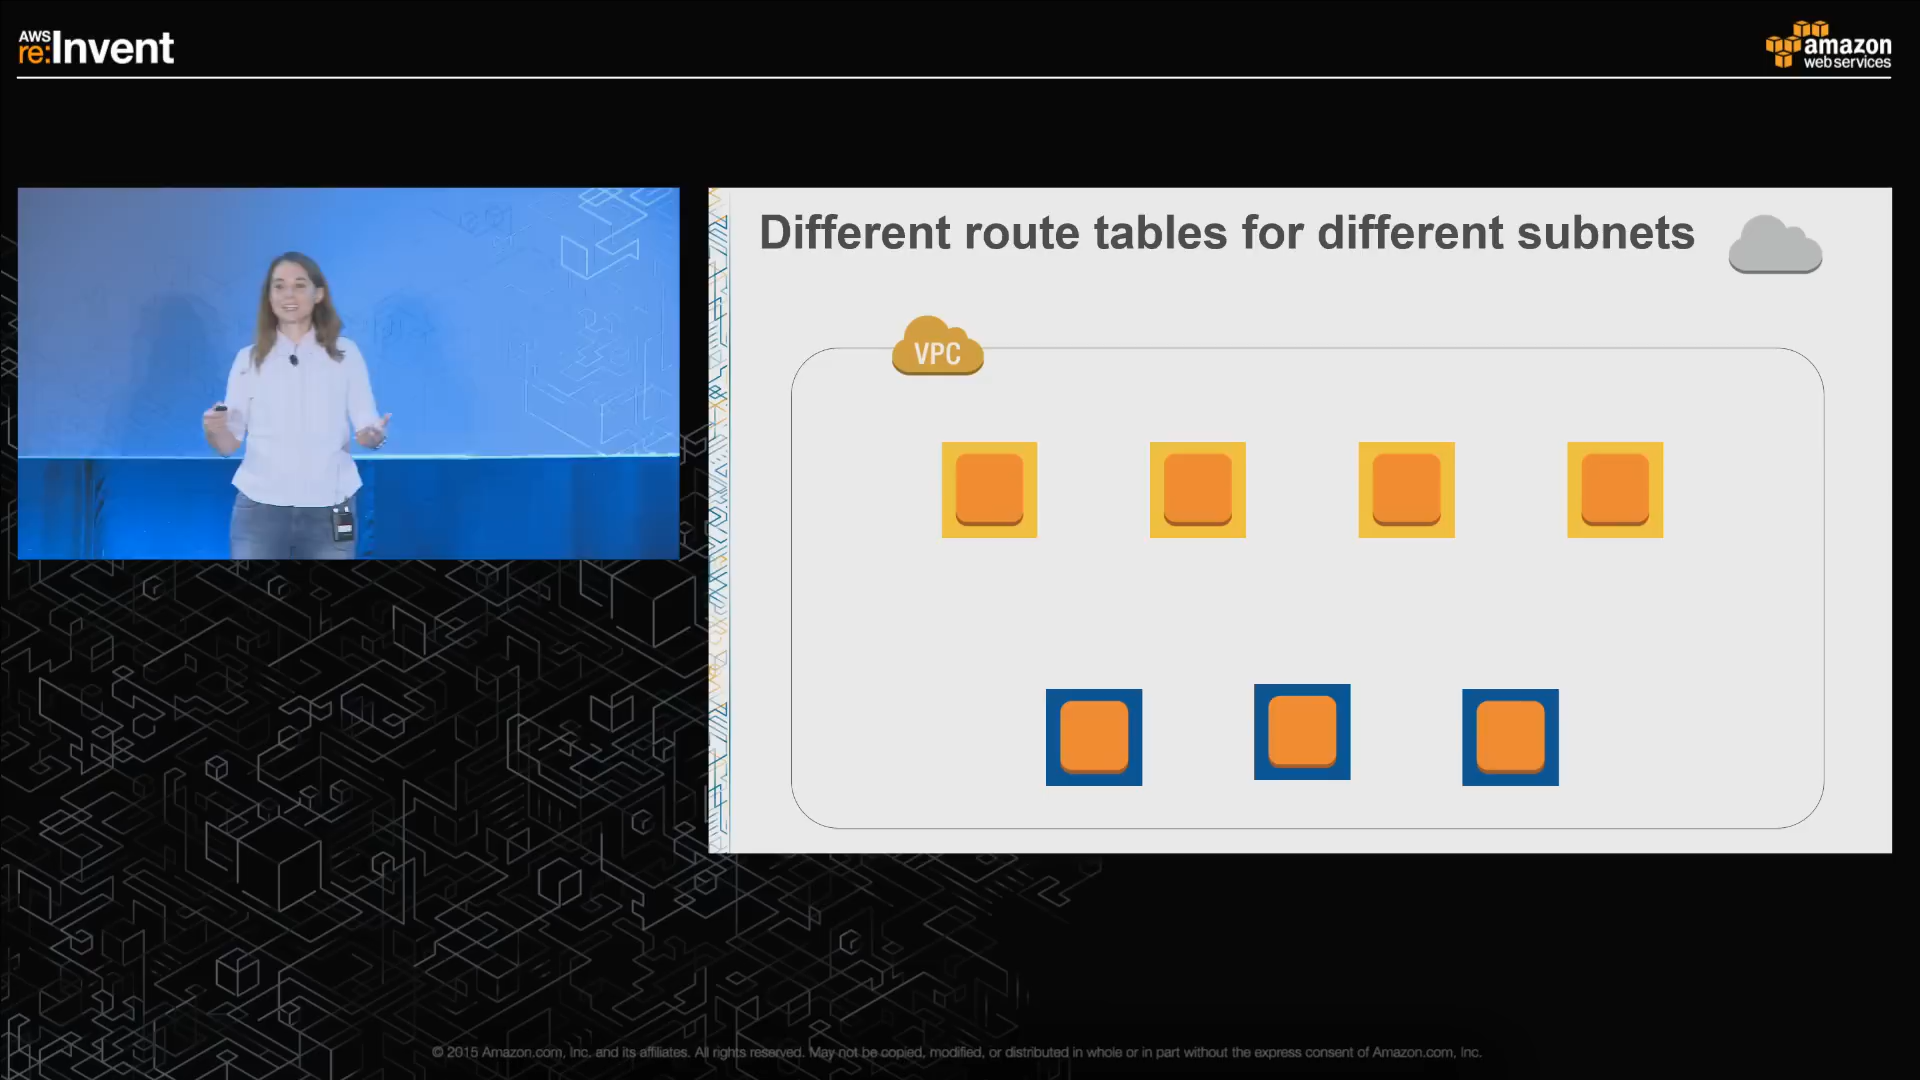 AWS
re:Invent
amazon
web services
Different route tables for different subnets
VPC
© 2015 Amazon.com, Inc. and its affiliates. All rights reserved. May not be copied, modified, or distributed in whole or in part without the express consent of Amazon.com, Inc.